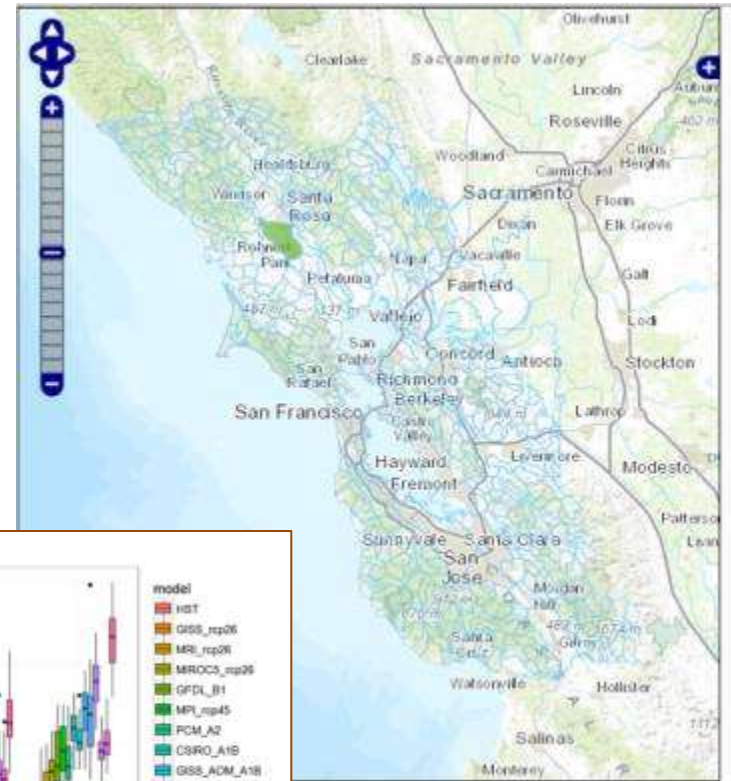 Olivehurst
Clearlake
Sacramento Valley
Lincoln
Auburn
Roseville
Woodland
Citrus
Heights
Carmichael
Healdsburg
Windsor
Santa
Rosa
Sacramento
Florin
Dixon
Elk Grove
Rohnert
Park
Napa
Vacaville
Petaluma
Fairfield
Galt
Vallejo
Lodi
San
Pablo
Concord
Antioch
Stockton
San
Rafael
Richmond
Berkeley
San Francisco
Castro
Valley
Lathrop
Livermore
Hayward
Modesto
Fremont
Patterson
Sunnyvale
Santa Clara
San
Jose
Morgan
Hill
Santa
Cruz
Gilroy
Watsonville
Hollister
Salinas
Monterey
model
HST
GISS_rcp26
MRI_rcp26
MIROC5_rcp26
GFDL_B1
MPI_rcp45
PCM_A2
CSIRO_A1B
GISS_AOM_A1B